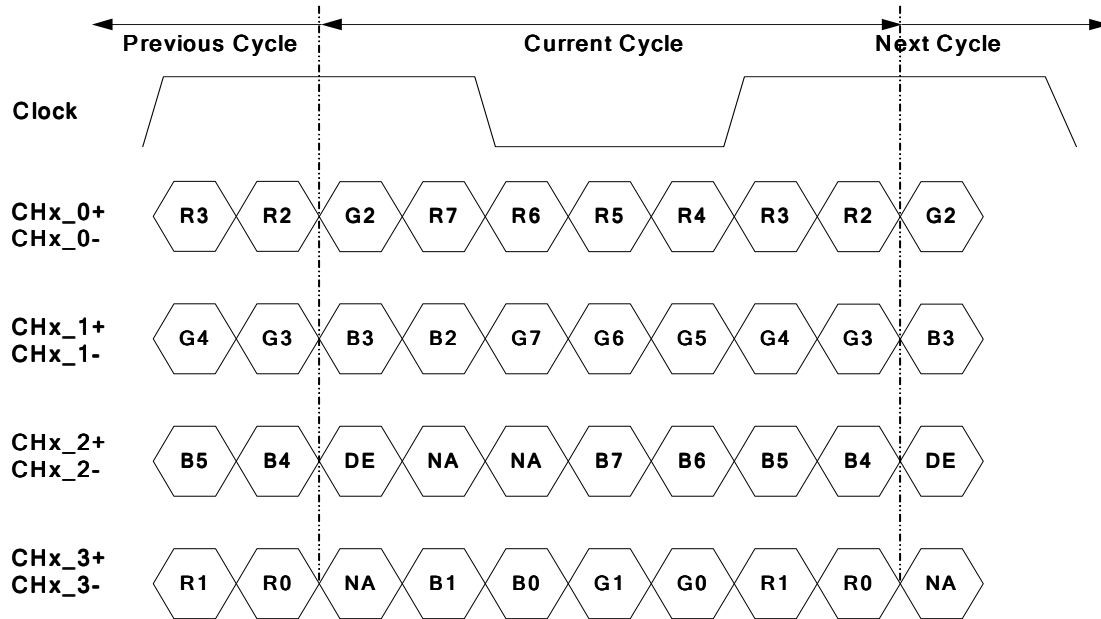 Previous Cycle Current Cycle Next Cycle
Clock
CHx_0+
CHx_0-
R3 R2 G2 R7 R6 R5 R4 R3 R2 G2
CHx_1+
CHx_1-
G4 G3 B3 B2 G7 G6 G5 G4 G3 B3
CHx_2+
CHx_2-
B5 B4 DE NA NA B7 B6 B5 B4 DE
CHx_3+
CHx_3-
R1 R0 NA B1 B0 G1 G0 R1 R0 NA